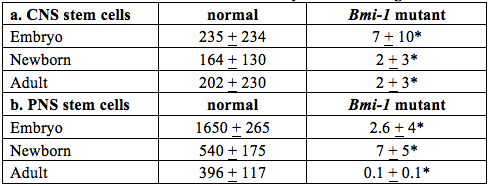 a. CNS stem cells normal Bmi-1 mutant
Embryo 235 ± 234 7 ± 10*
Newborn 164 ± 130 2 ± 3*
Adult 202 ± 230 2 ± 3*
b. PNS stem cells normal Bmi-1 mutant
Embryo 1650 ± 265 2.6 ± 4*
Newborn 540 ± 175 7 ± 5*
Adult 396 ± 117 0.1 ± 0.1*